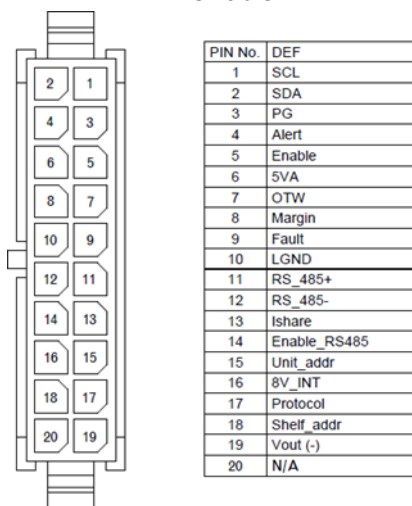 2 1
4 3
6 5
8 7
10 9
12 11
14 13
16 15
18 17
20 19
PIN No. DEF
1 SCL
2 SDA
3 PG
4 Alert
5 Enable
6 5VA
7 OTW
8 Margin
9 Fault
10 LGND
11 RS_485+
12 RS_485-
13 Ishare
14 Enable_RS485
15 Unit_addr
16 8V_INT
17 Protocol
18 Shelf_addr
19 Vout (-)
20 N/A